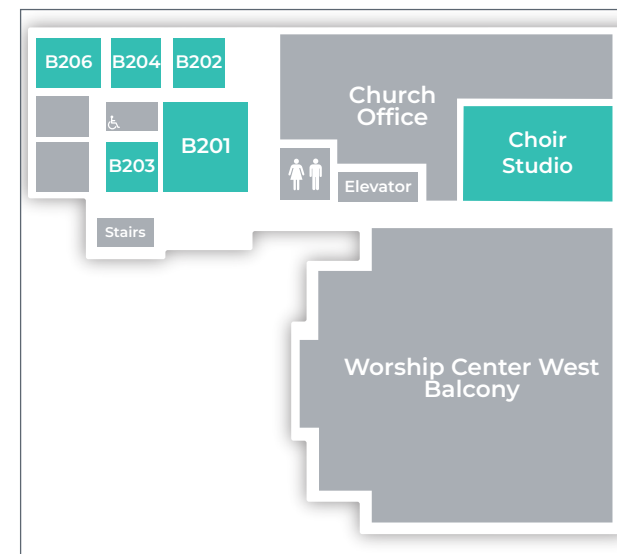 B206
B204
B202
Church
Office
Choir
Studio
B201
B203
Elevator
Stairs
Worship Center West
Balcony